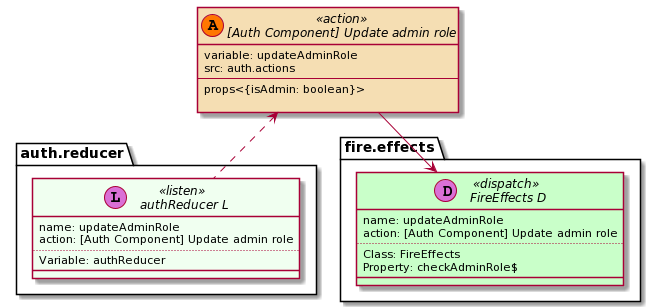 A
«action»
[Auth Component] Update admin role
variable: updateAdminRole
src: auth.actions
props<{isAdmin: boolean}>
auth.reducer
L
«listen»
authReducer L
name: updateAdminRole
action: [Auth Component] Update admin role
Variable: authReducer
fire.effects
D
«dispatch»
FireEffects D
name: updateAdminRole
action: [Auth Component] Update admin role
Class: FireEffects
Property: checkAdminRole$